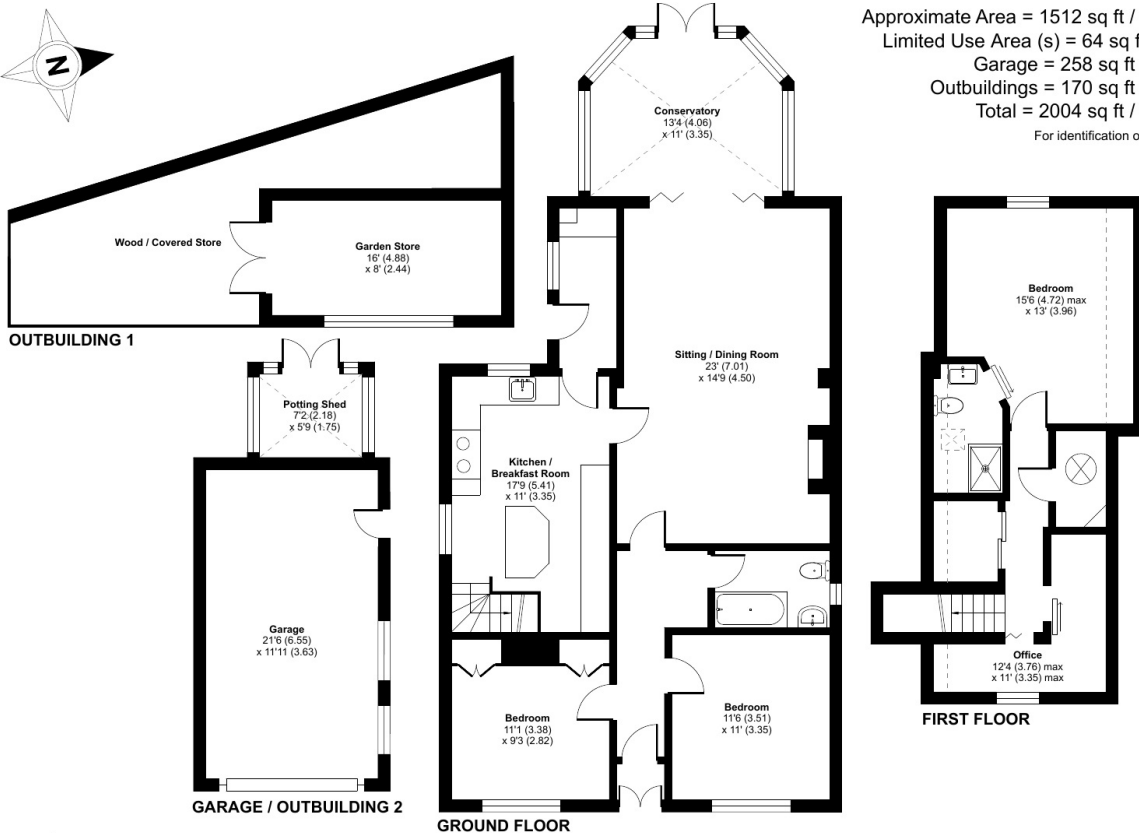 Approximate Area = 1512 sq ft /
Limited Use Area (s) = 64 sq f
Garage = 258 sq ft
Outbuildings = 170 sq ft
Total = 2004 sq ft /
For identification o
N
Conservatory
13'4 (4.06)
x 11' (3.35)
Wood / Covered Store
Garden Store
16' (4.88)
x 8' (2.44)
OUTBUILDING 1
Bedroom
15'6 (4.72) max
x 13' (3.96)
Sitting / Dining Room
23' (7.01)
x 14'9 (4.50)
Potting Shed
7'2 (2.18)
x 5'9 (1.75)
Kitchen /
Breakfast Room
17'9 (5.41)
x 11' (3.35)
Garage
21'6 (6.55)
x 11'11 (3.63)
Office
12'4 (3.76) max
x 11' (3.35) max
Bedroom
11'1 (3.38)
x 9'3 (2.82)
Bedroom
11'6 (3.51)
x 11' (3.35)
FIRST FLOOR
GARAGE / OUTBUILDING 2
GROUND FLOOR